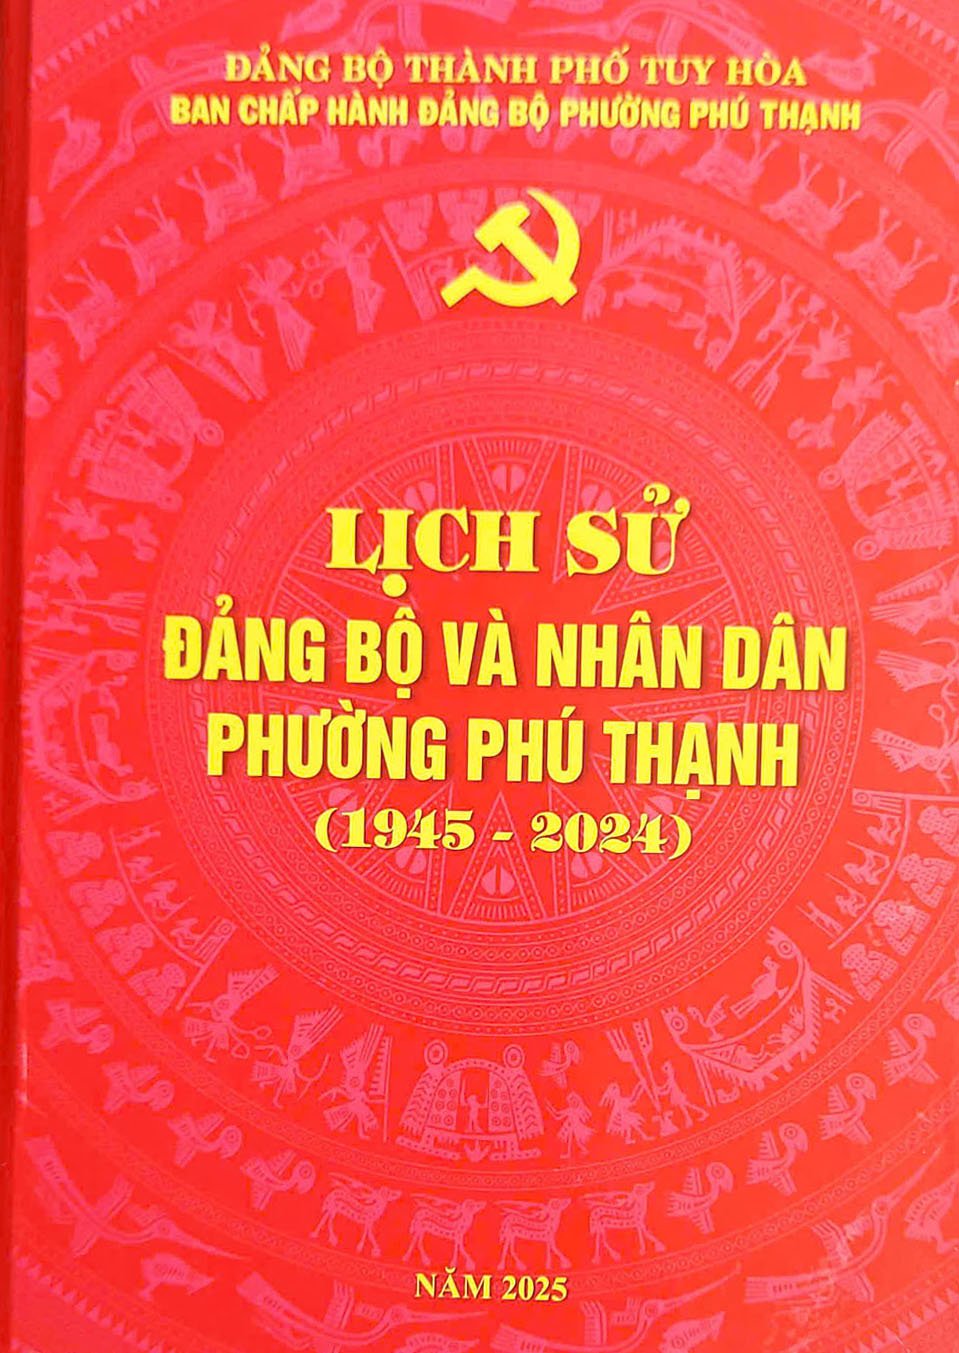 ĐẢNG BỘ THÀNH PHỐ TUY HÒA
BAN CHẤP HÀNH ĐẢNG BỘ PHƯỜNG PHÚ THẠNH
LỊCH SỬ
ĐẢNG BỘ VÀ NHÂN DÂN
PHƯỜNG PHÚ THẠNH
(1945 - 2024)
NĂM 2025